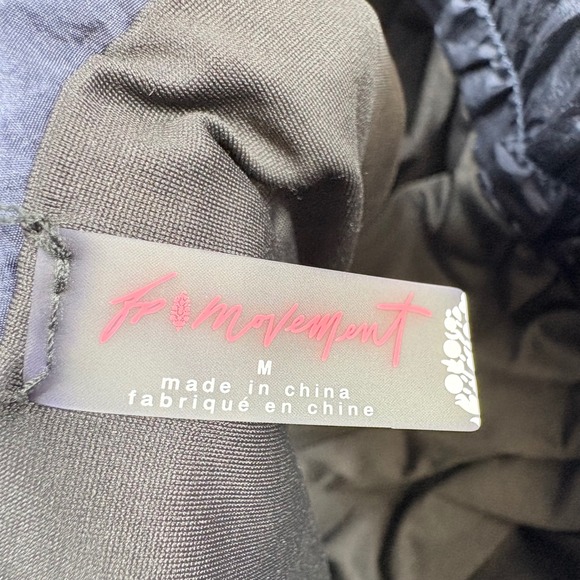 fp movement
M
made in china
fabriqué en chine